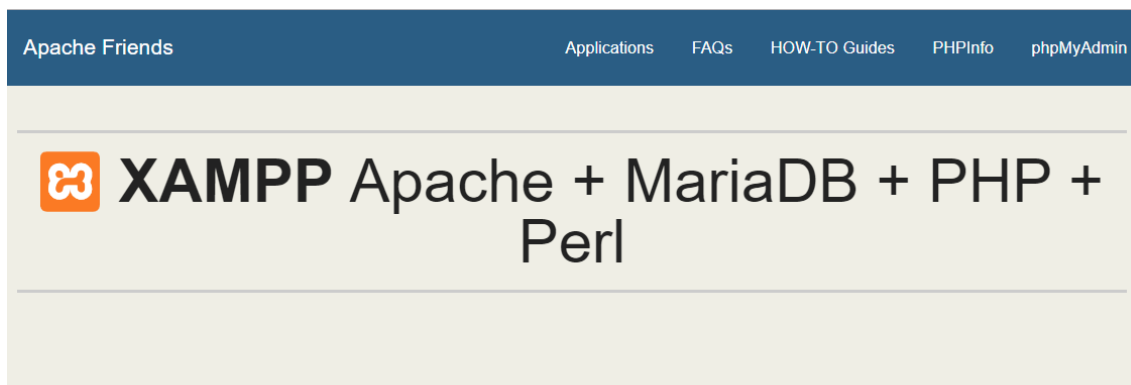 Apache Friends Applications FAQs HOW-TO Guides PHPInfo phpMyAdmin
XAMPP Apache + MariaDB + PHP +
Perl